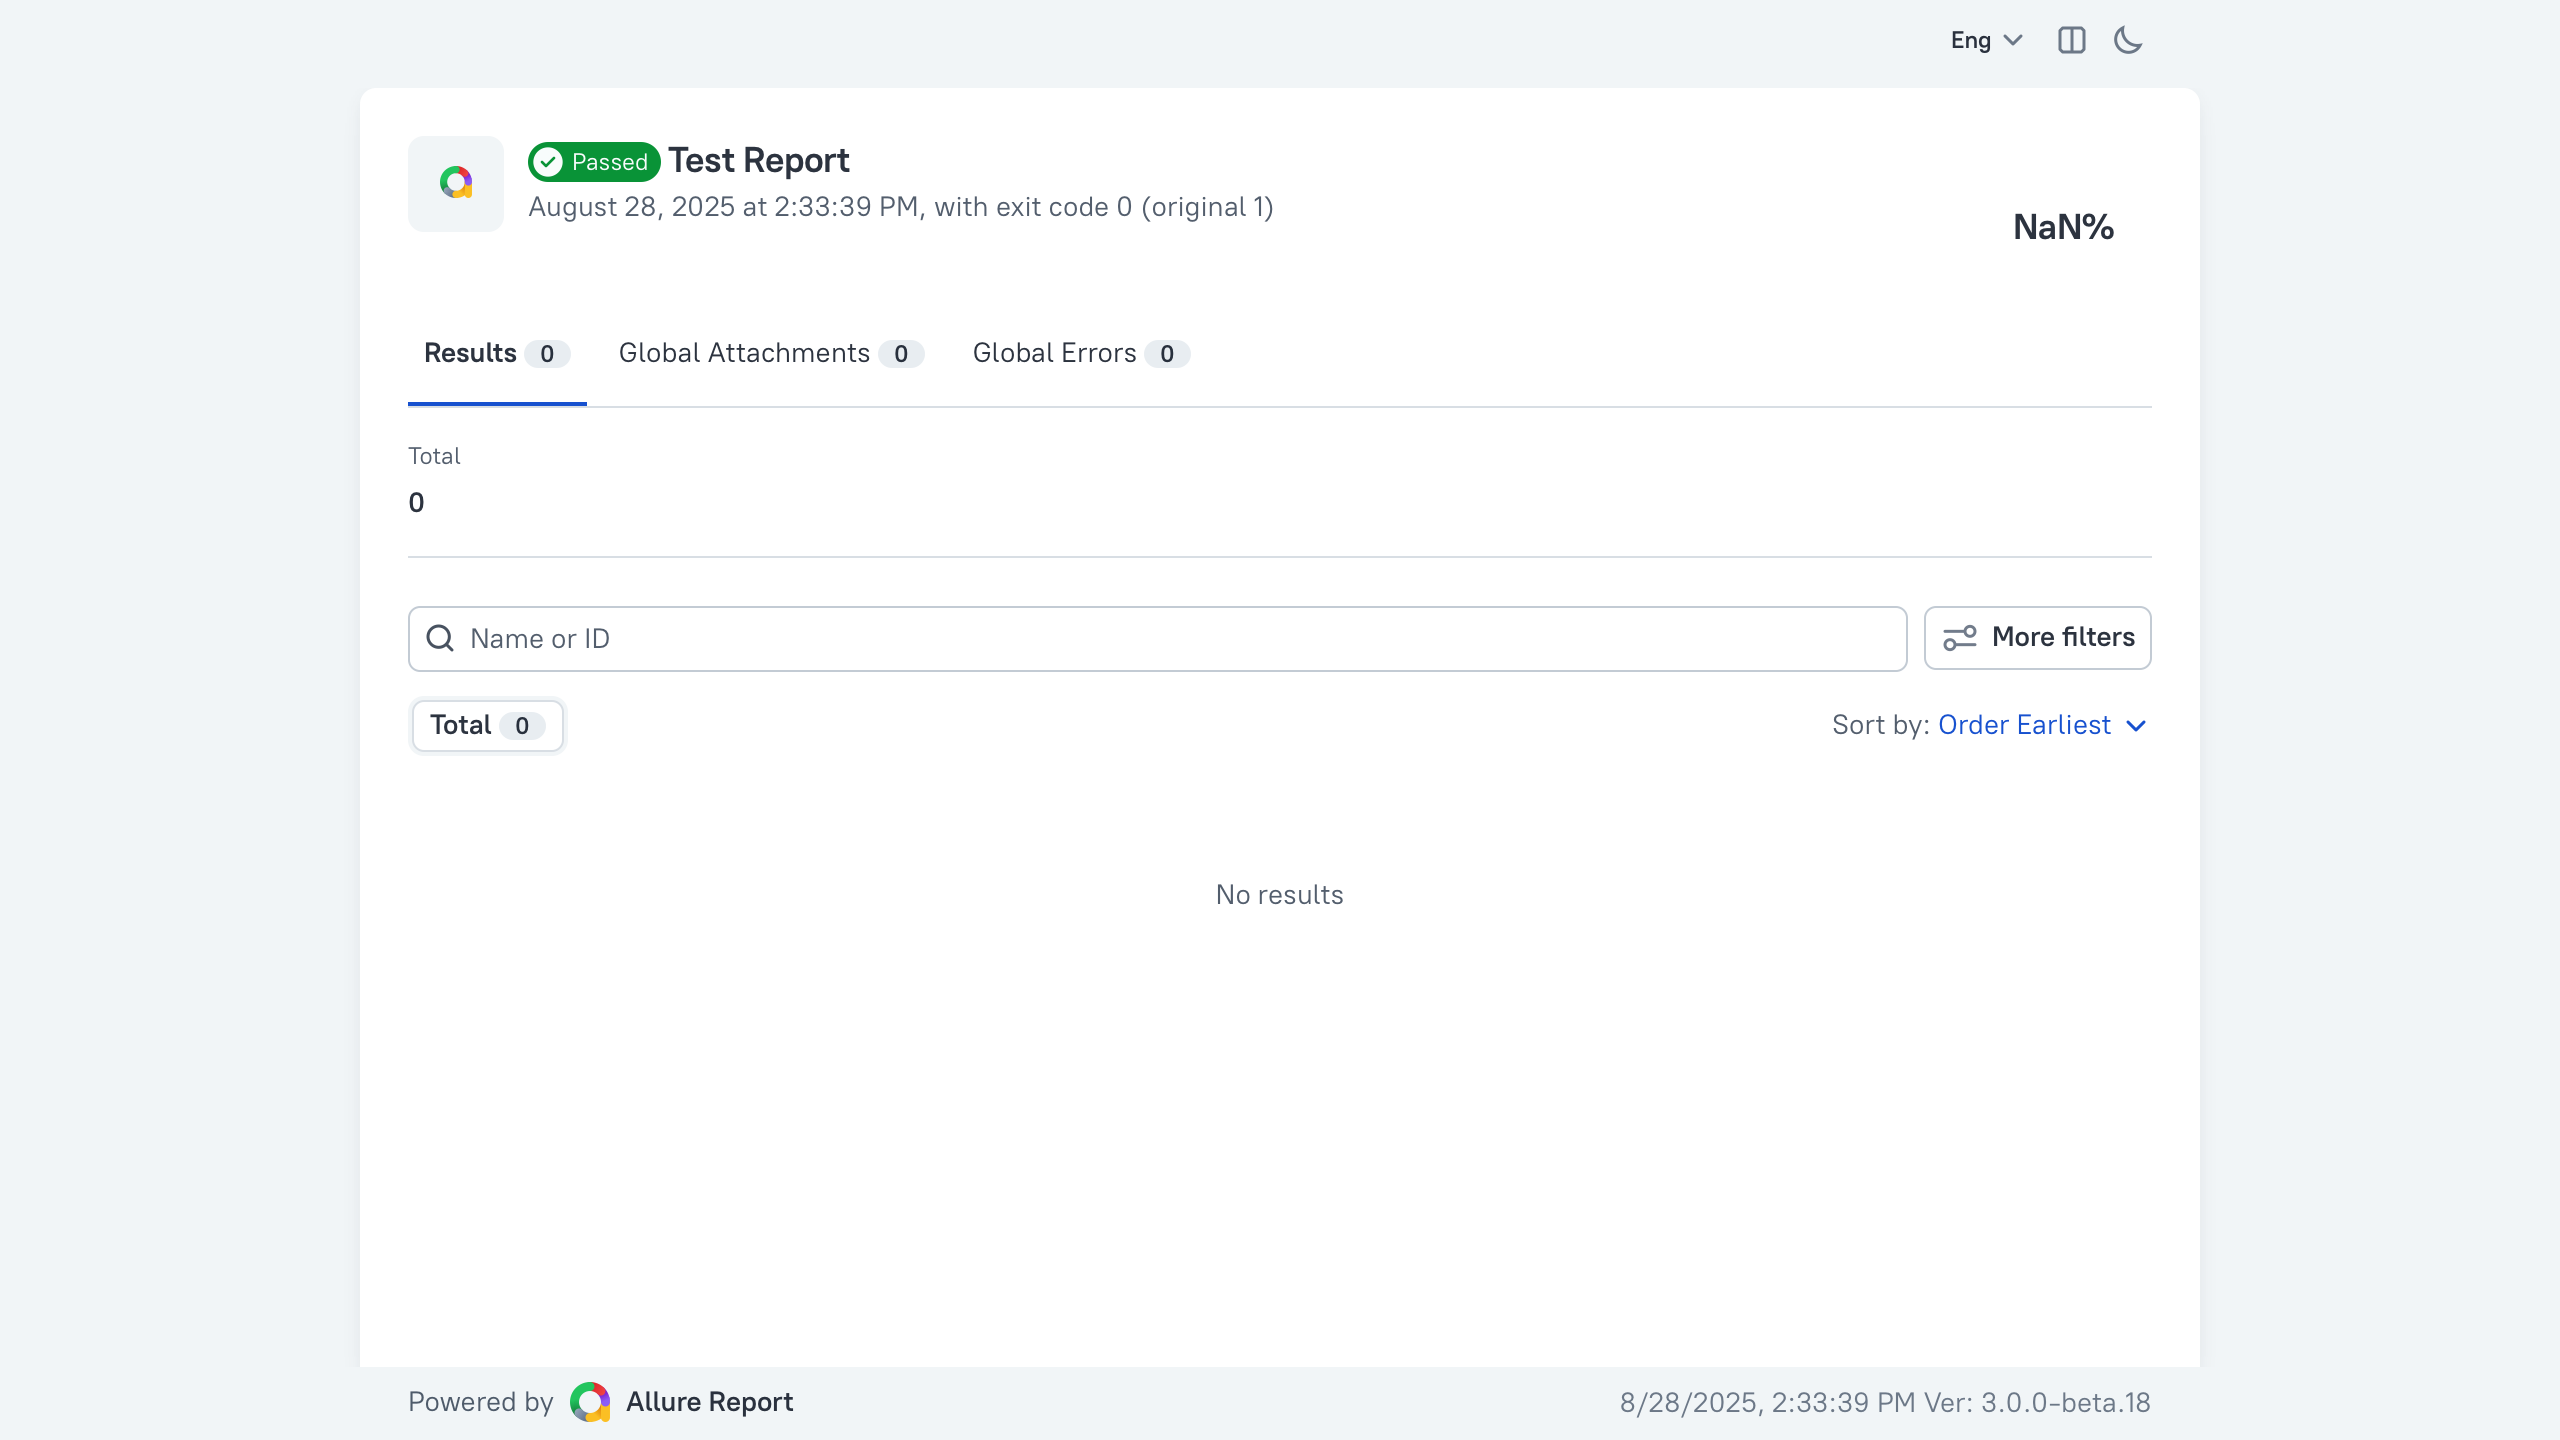 Eng
Passed Test Report
August 28, 2025 at 2:33:39 PM, with exit code 0 (original 1)
NaN%
Results 0 Global Attachments 0 Global Errors 0
Total
0
Name or ID
More filters
Total 0
Sort by: Order Earliest
No results
Powered by Allure Report
8/28/2025, 2:33:39 PM Ver: 3.0.0-beta.18